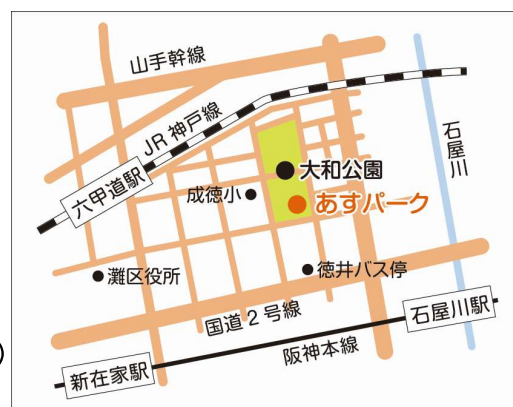 山手幹線
JR神戸線
六甲道駅
石屋川
大和公園
成徳小
あすパーク
灘区役所
徳井バス停
国道2号線
石屋川駅
阪神本線
新在家駅
)